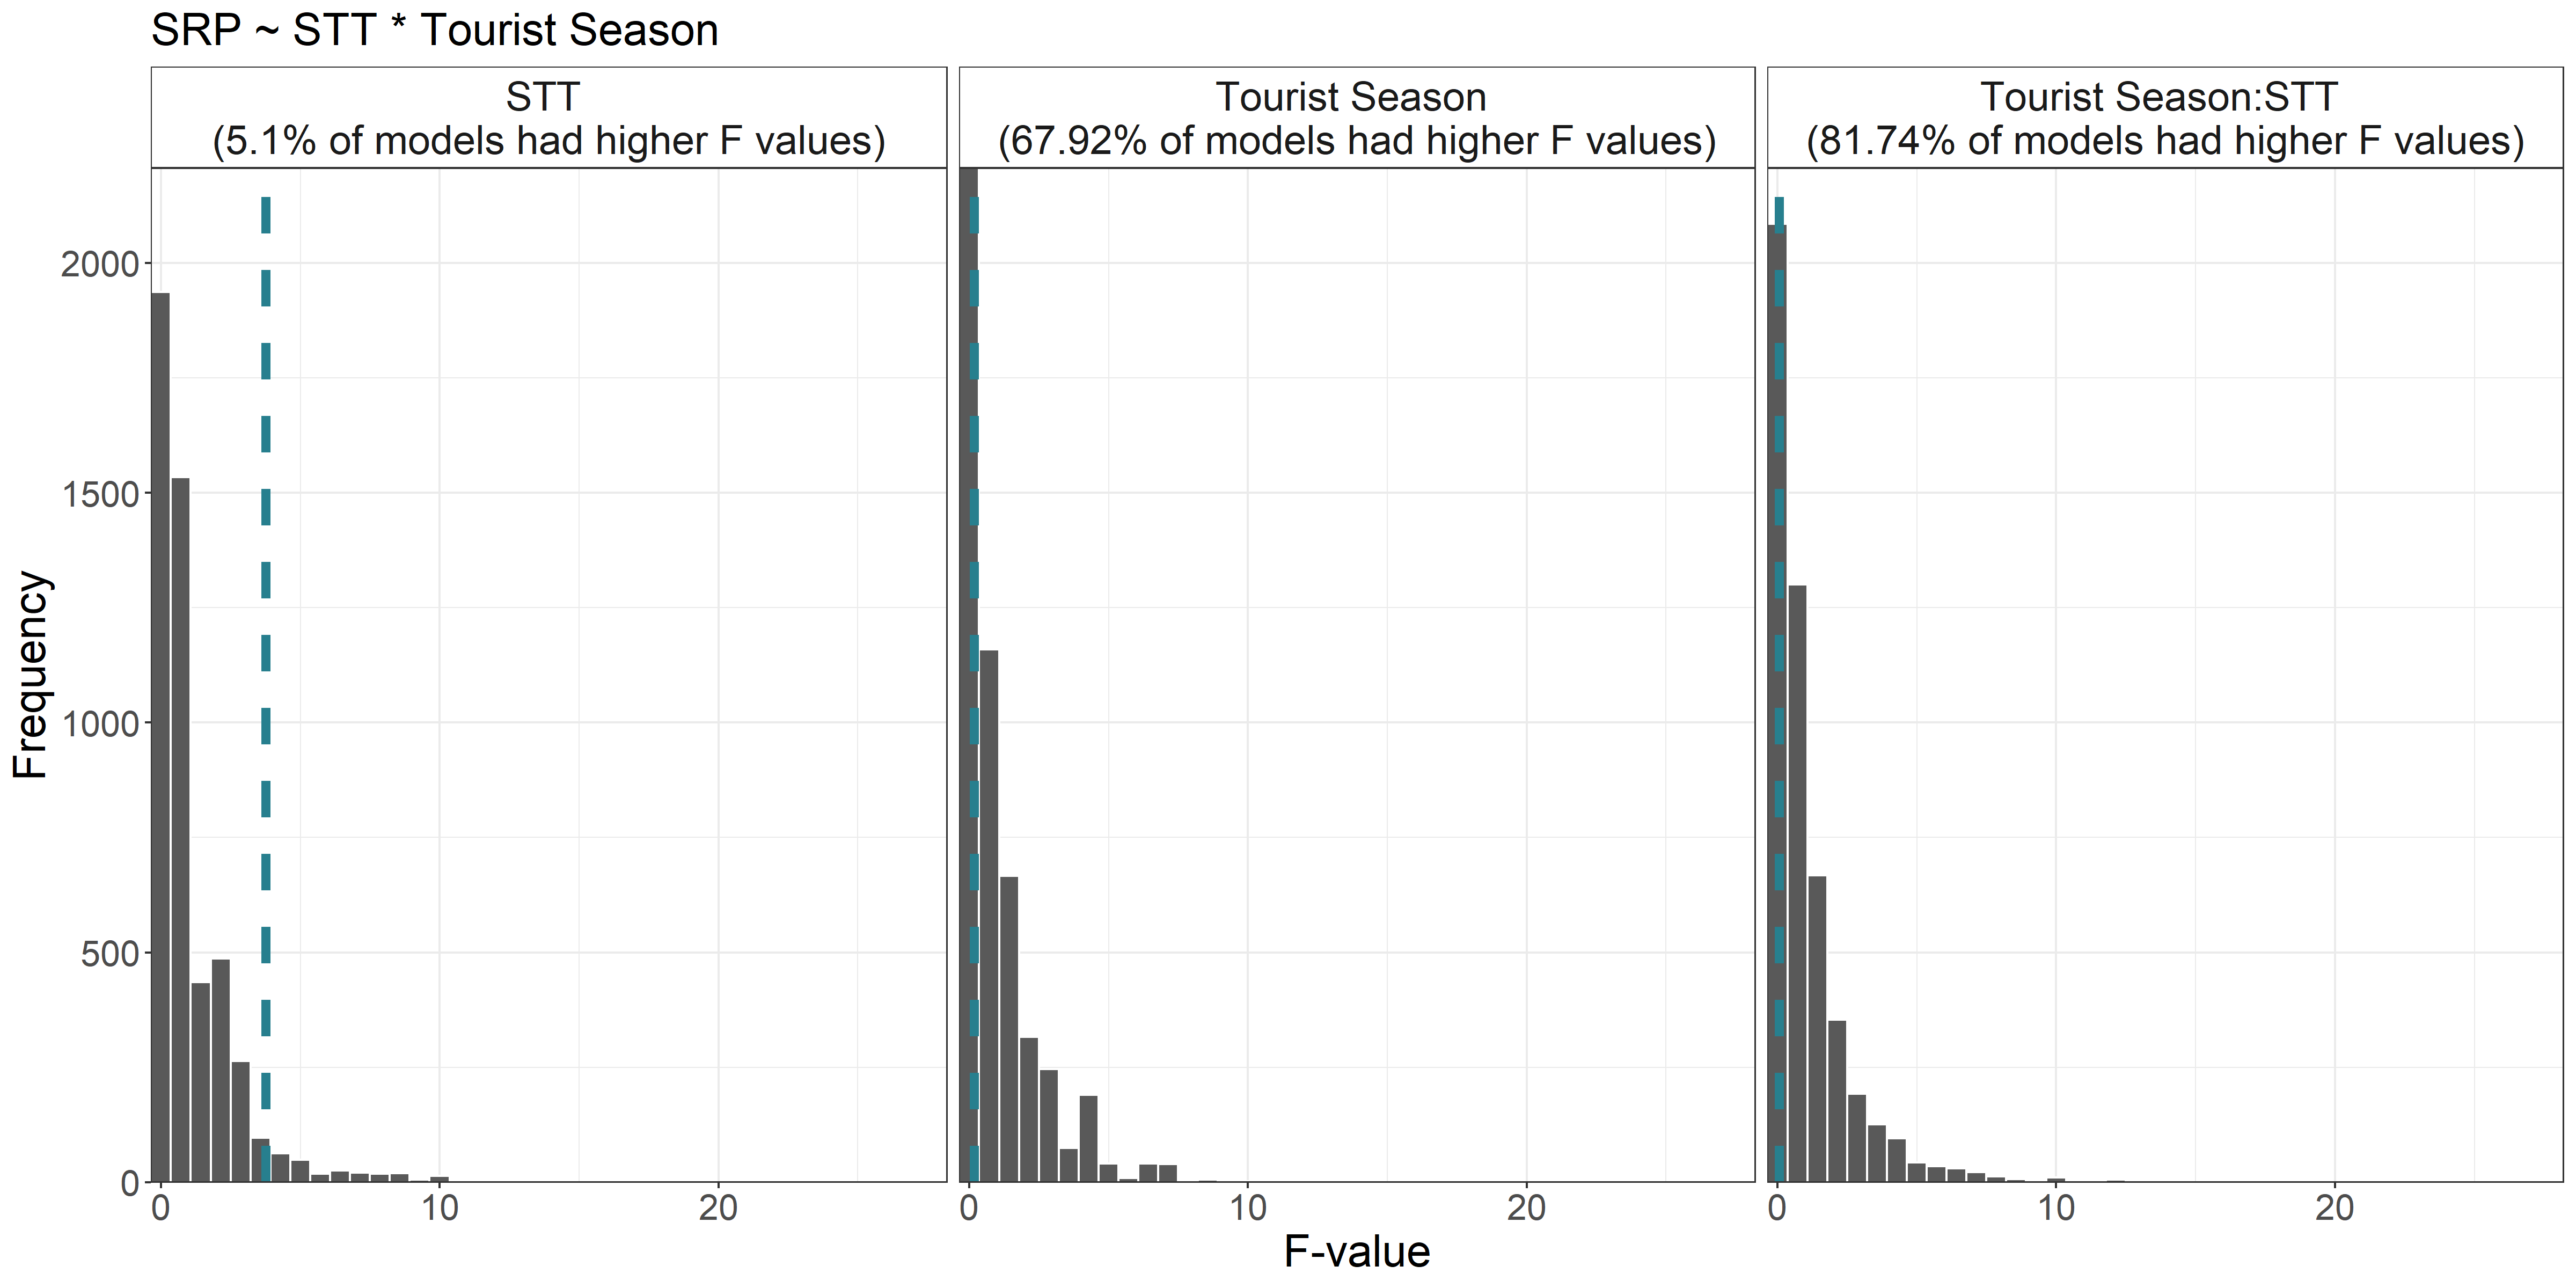 SRP ~ STT * Tourist Season
STT
(5.1% of models had higher F values)
Tourist Season
(67.92% of models had higher F values)
Tourist Season:STT
(81.74% of models had higher F values)
Frequency
2000
1500
1000
500
0
0 10 20
0 10 20
0 10 20
F-value